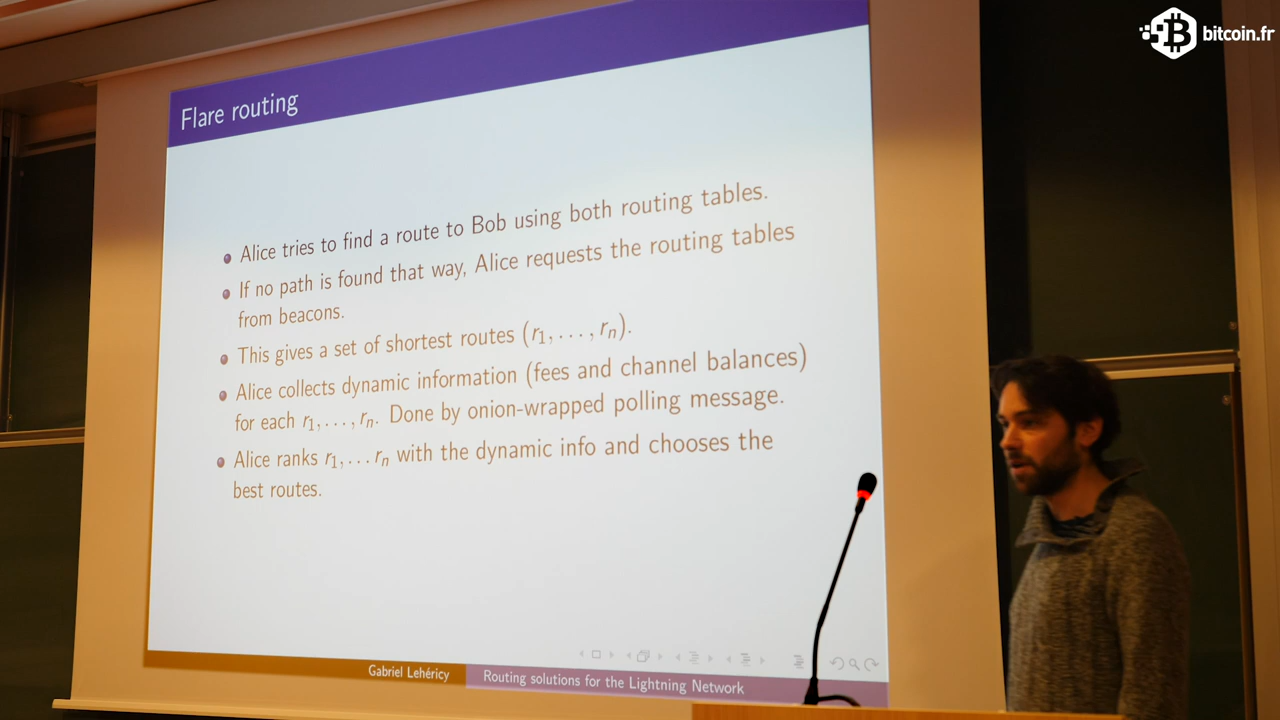 bitcoin.fr
Flare routing
Alice tries to find a route to Bob using both routing tables.
If no path is found that way, Alice requests the routing tables
from beacons.
This gives a set of shortest routes (r₁, . . . , rₙ).
Alice collects dynamic information (fees and channel balances)
for each r₁, . . . , rₙ. Done by onion-wrapped polling message.
Alice ranks r₁, . . . rₙ with the dynamic info and chooses the
best routes.
Gabriel Lehéricy
Routing solutions for the Lightning Network